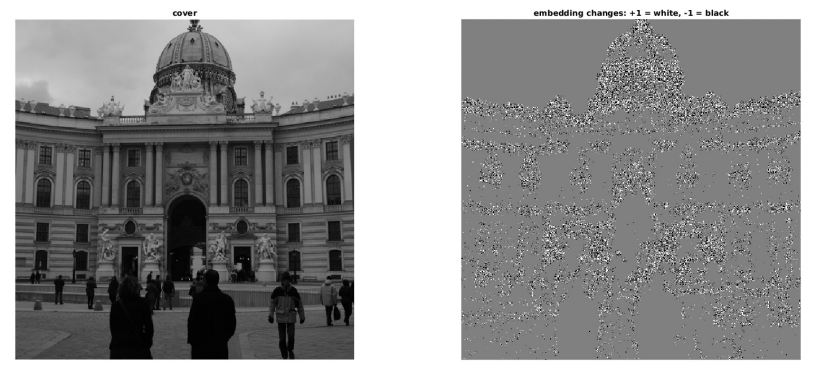 cover
embedding changes: +1 = white, -1 = black